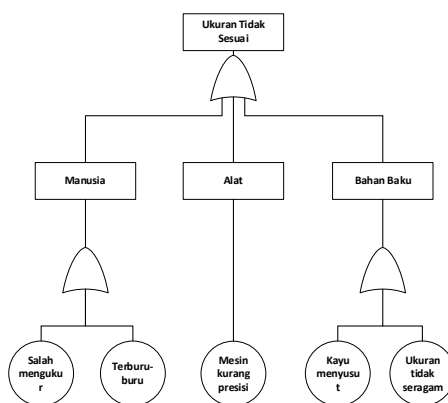 Ukuran Tidak
Sesuai
Manusia
Alat
Bahan Baku
Salah
menguku
r
Terburu-
buru
Mesin
kurang
presisi
Kayu
menyusu
t
Ukuran
tidak
seragam